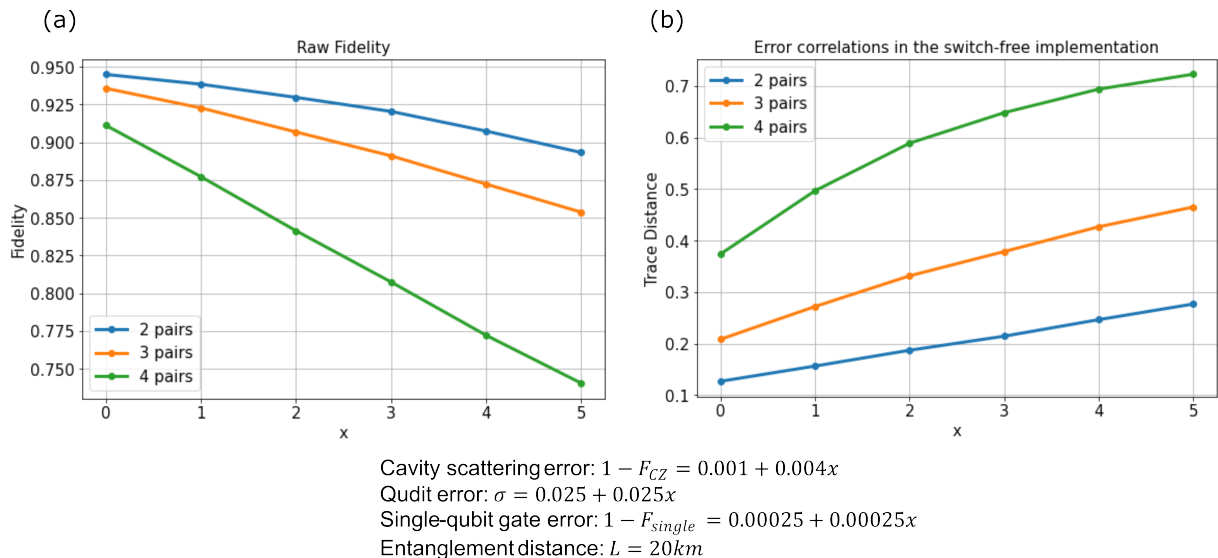 (a)
Raw Fidelity
0.950
0.925
0.900
0.875
0.850
0.825
0.800
0.775
0.750
Fidelity
2 pairs
3 pairs
4 pairs
0 1 2 3 4 5
x
(b)
Error correlations in the switch-free implementation
0.7
0.6
0.5
0.4
0.3
0.2
0.1
Trace Distance
2 pairs
3 pairs
4 pairs
0 1 2 3 4 5
x
Cavity scattering error: 1 − F_{CZ} = 0.001 + 0.004x
Qudit error: σ = 0.025 + 0.025x
Single-qubit gate error: 1 − F_{single} = 0.00025 + 0.00025x
Entanglement distance: L = 20km